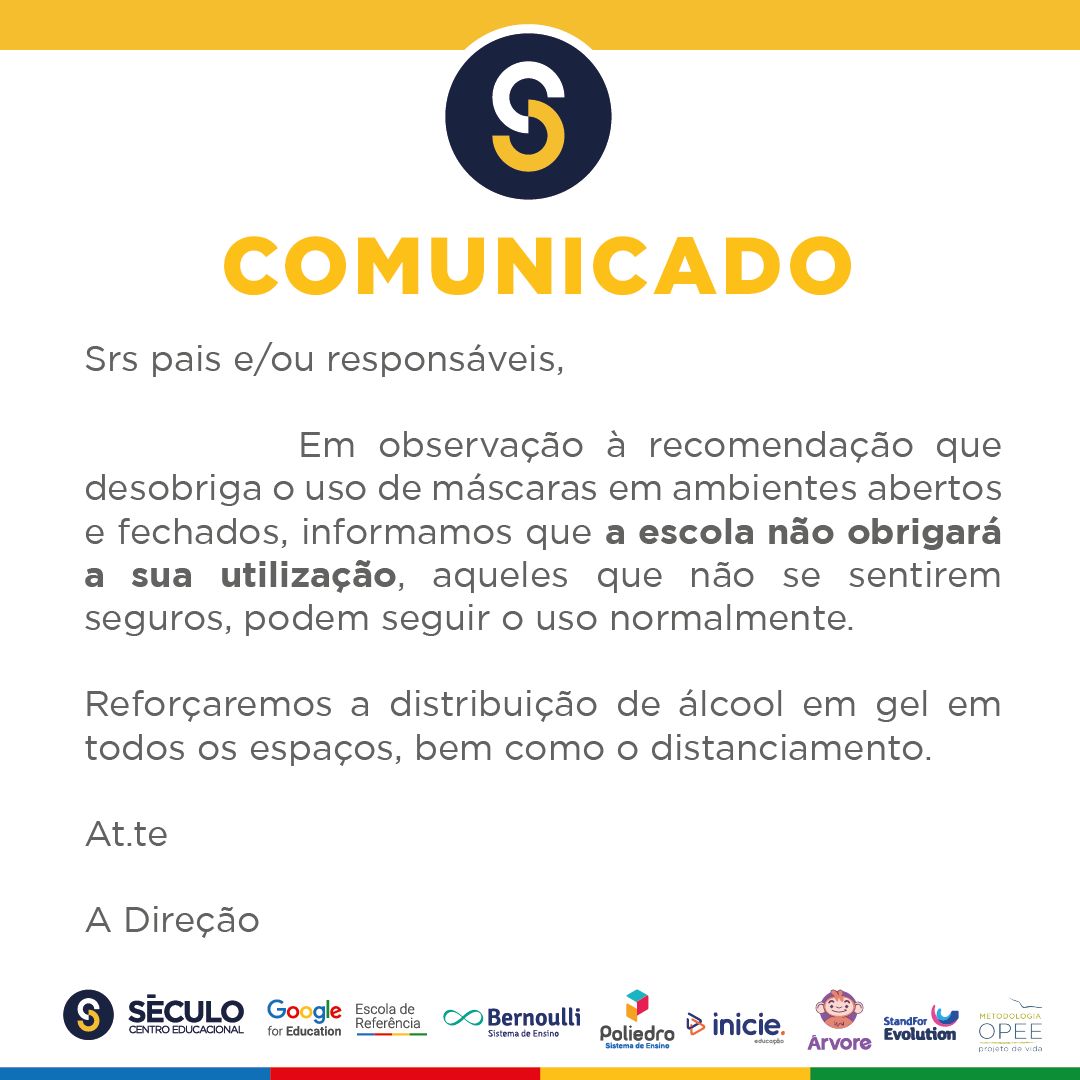 COMUNICADO
Srs pais e/ou responsáveis,
Em observação à recomendação que
desobriga o uso de máscaras em ambientes abertos
e fechados, informamos que a escola não obrigará
a sua utilização, aqueles que não se sentirem
seguros, podem seguir o uso normalmente.
Reforçaremos a distribuição de álcool em gel em
todos os espaços, bem como o distanciamento.
At.te
A Direção
SÉCULO
CENTRO EDUCACIONAL
Google
for Education
Escola de
Referência
Bernoulli
Sistema de Ensino
Poliedro
Sistema de Ensino
inicie.
educação
Árvore
StandFor
Evolution
METODOLOGIA
OPEE
projeto de vida